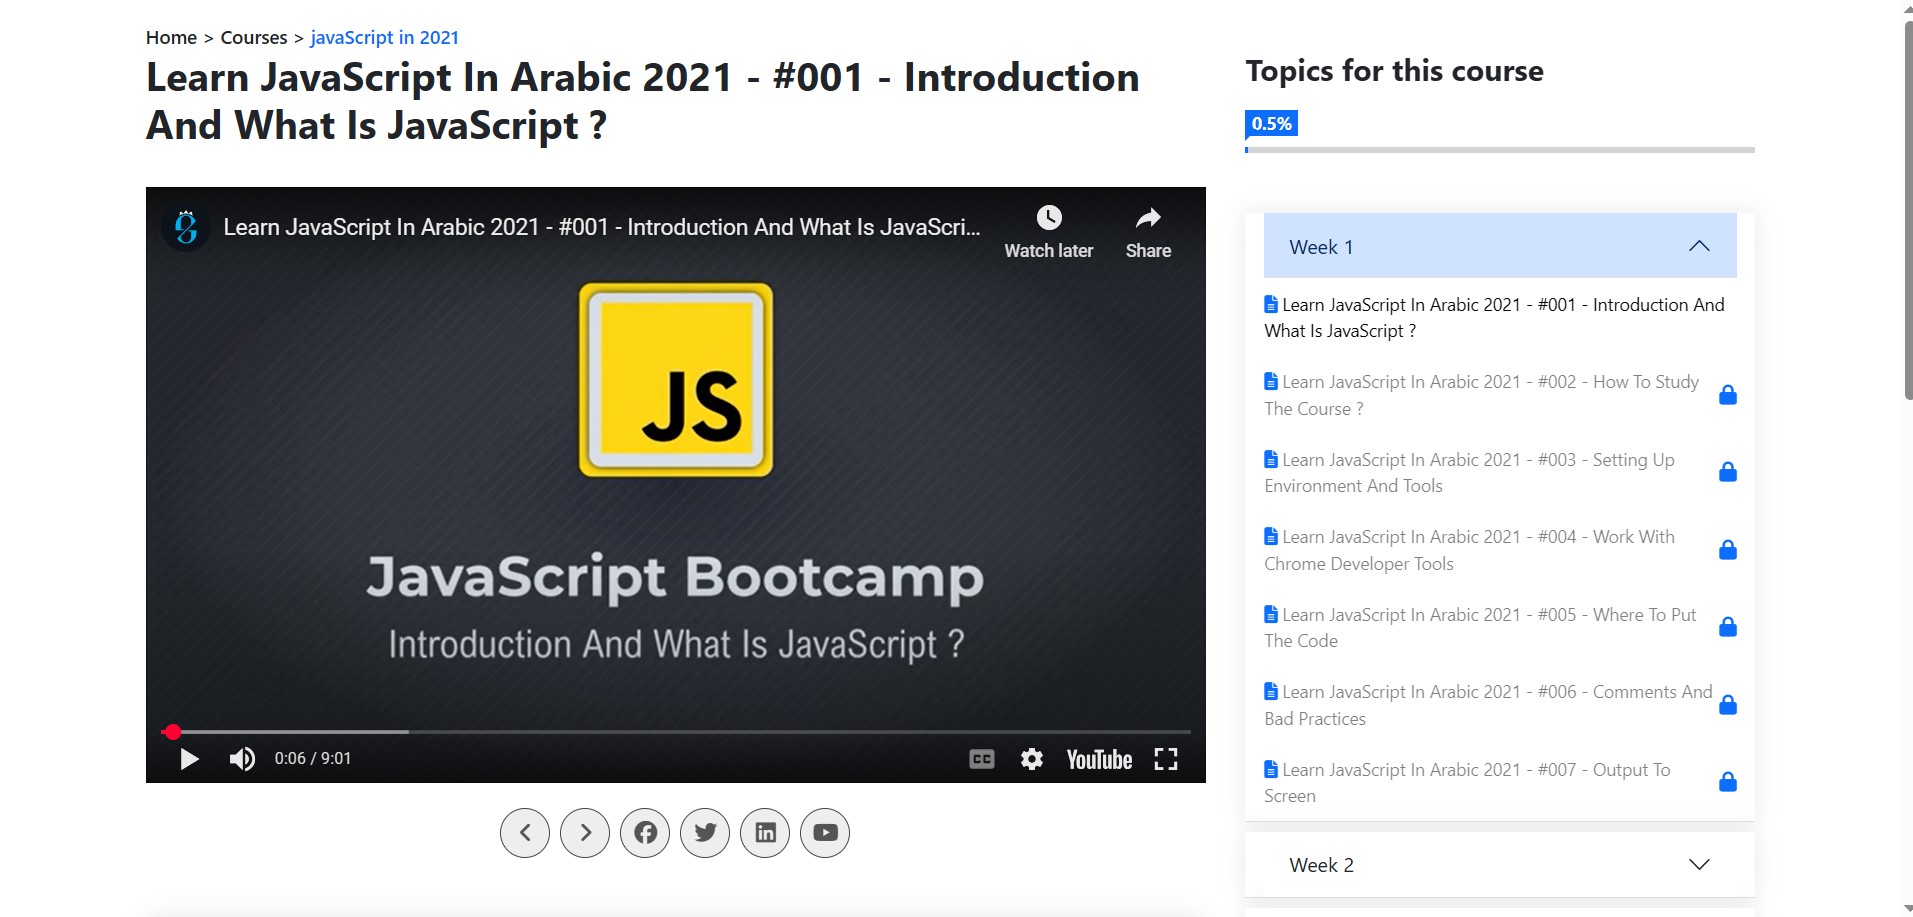 Home > Courses > javaScript in 2021
Learn JavaScript In Arabic 2021 - #001 - Introduction
And What Is JavaScript ?
Learn JavaScript In Arabic 2021 - #001 - Introduction And What Is JavaScri...
Watch later
Share
JS
JavaScript Bootcamp
Introduction And What Is JavaScript ?
0:06 / 9:01
CC
YouTube
in
Topics for this course
0.5%
Week 1
Learn JavaScript In Arabic 2021 - #001 - Introduction And
What Is JavaScript ?
Learn JavaScript In Arabic 2021 - #002 - How To Study
The Course ?
Learn JavaScript In Arabic 2021 - #003 - Setting Up
Environment And Tools
Learn JavaScript In Arabic 2021 - #004 - Work With
Chrome Developer Tools
Learn JavaScript In Arabic 2021 - #005 - Where To Put
The Code
Learn JavaScript In Arabic 2021 - #006 - Comments And
Bad Practices
Learn JavaScript In Arabic 2021 - #007 - Output To
Screen
Week 2